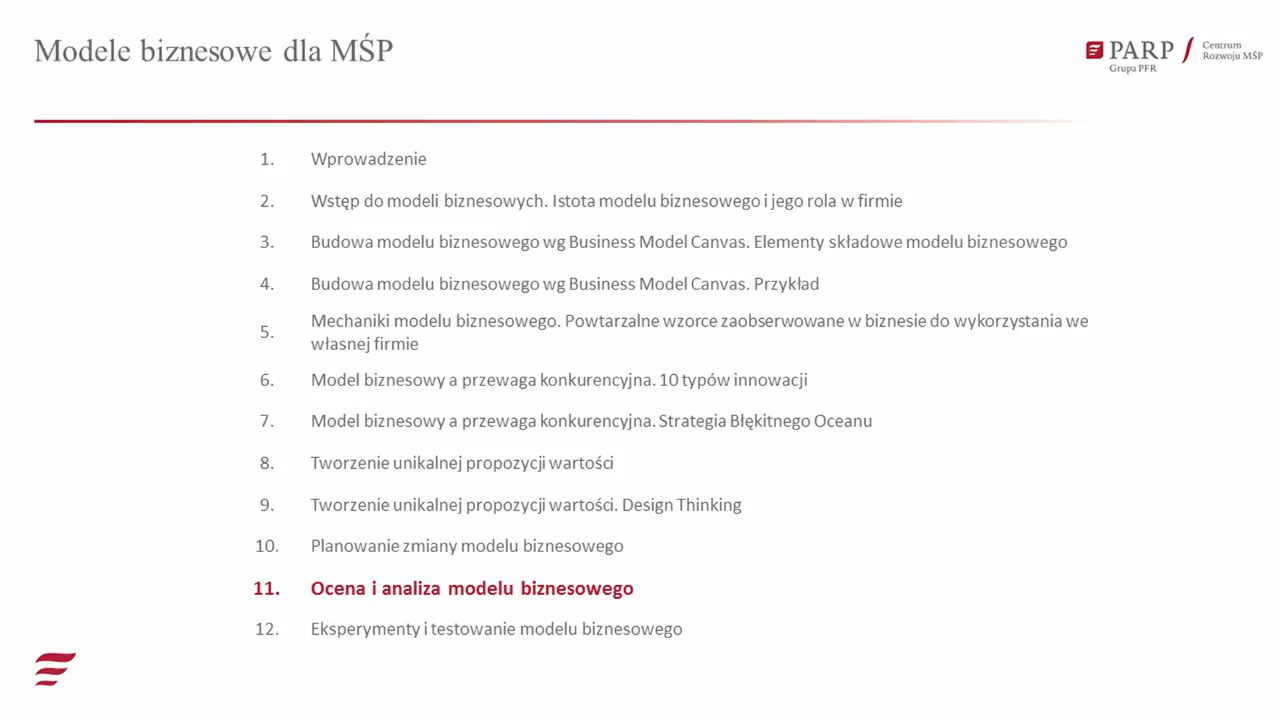 Modele biznesowe dla MŚP
PARP
Grupa PFR
Centrum
Rozwoju MŚP
1. Wprowadzenie
2. Wstęp do modeli biznesowych. Istota modelu biznesowego i jego rola w firmie
3. Budowa modelu biznesowego wg Business Model Canvas. Elementy składowe modelu biznesowego
4. Budowa modelu biznesowego wg Business Model Canvas. Przykład
5. Mechaniki modelu biznesowego. Powtarzalne wzorce zaobserwowane w biznesie do wykorzystania we
własnej firmie
6. Model biznesowy a przewaga konkurencyjna. 10 typów innowacji
7. Model biznesowy a przewaga konkurencyjna. Strategia Błękitnego Oceanu
8. Tworzenie unikalnej propozycji wartości
9. Tworzenie unikalnej propozycji wartości. Design Thinking
10. Planowanie zmiany modelu biznesowego
11. Ocena i analiza modelu biznesowego
12. Eksperymenty i testowanie modelu biznesowego